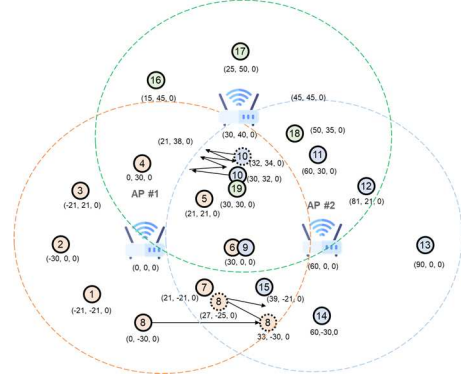 17
(25, 50, 0)
16
(15, 45, 0)
(45, 45, 0)
(30, 40, 0)
18
(50, 35, 0)
(21, 38, 0)
10
(32, 34, 0)
11
(60, 30, 0)
4
0, 30, 0)
10
(30, 32, 0)
19
(30, 30, 0)
12
(81, 21, 0)
3
(-21, 21, 0)
AP #1
5
(21, 21, 0)
AP #2
2
(-30, 0, 0)
(0, 0, 0)
6
9
(30, 0, 0)
(60, 0, 0)
13
(90, 0, 0)
1
(-21, -21, 0)
7
(21, -21, 0)
15
(39, -21, 0)
8
(27, -25, 0)
8
(0, -30, 0)
8
33, -30, 0)
14
60,-30,0